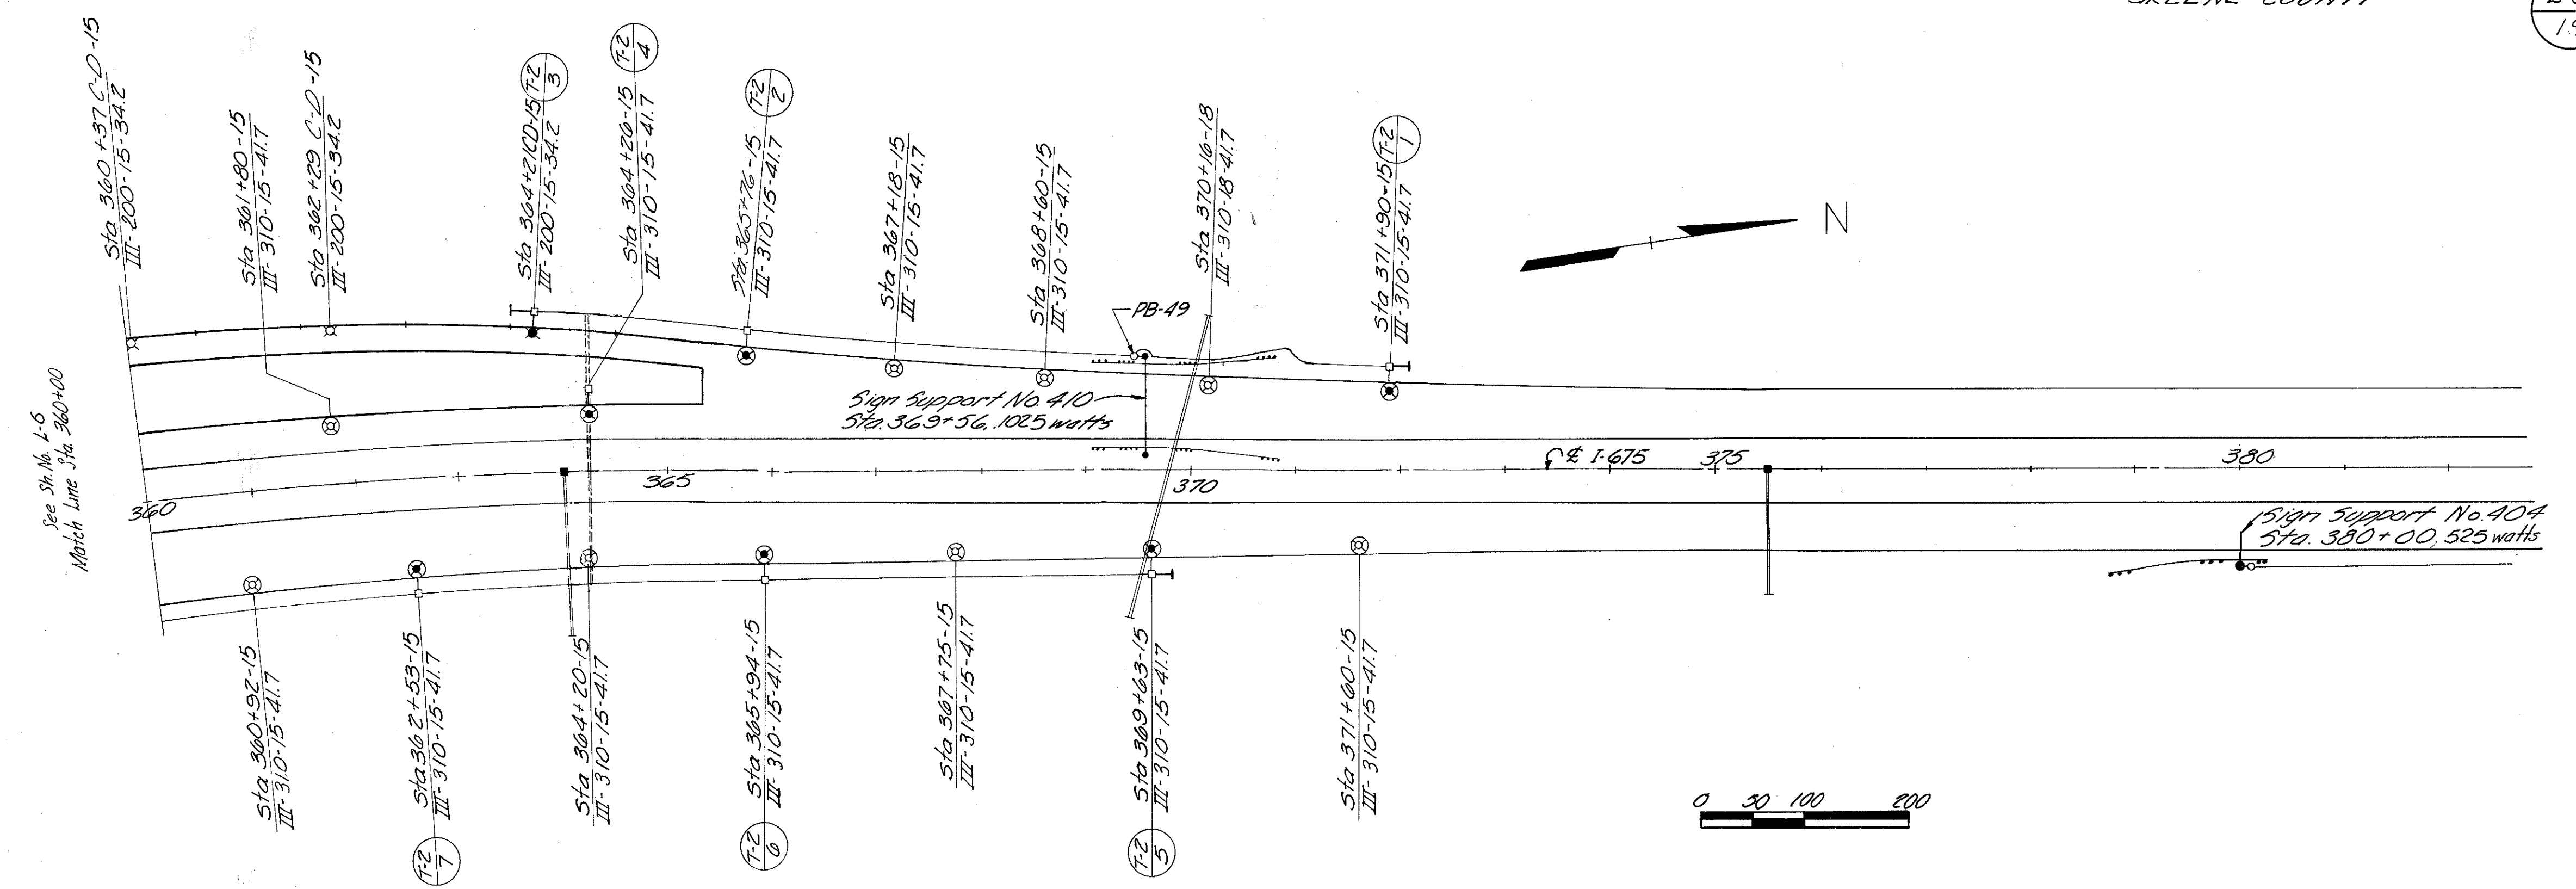 GREENE COUNTY
Sta 360+37 C-D-15
III-200-15-34.2
Sta 361+80-15
III-310-15-41.7
Sta 362+29 C-D-15
III-200-15-34.2
Sta 364+21CD-15
III-200-15-34.2
T-2
3
Sta 364+26-15
III-310-15-41.7
T-2
4
Sta. 365+76-15
III-310-15-41.7
T-2
2
Sta 367+18-15
III-310-15-41.7
Sta 368+60-15
III-310-15-41.7
Sta 370+16-18
III-310-18-41.7
Sta 371+90-15
III-310-15-41.7
T-2
1
N
PB-49
Sign Support No. 410
Sta. 369+56, 1025 watts
See Sh. No. L-6
Match Line Sta. 360+00
360
365
370
℄ I-675
375
380
Sign Support No. 404
Sta. 380+00, 525 watts
Sta 360+92-15
III-310-15-41.7
Sta 362+53-15
III-310-15-41.7
T-2
7
Sta 364+20-15
III-310-15-41.7
Sta 365+94-15
III-310-15-41.7
T-2
6
Sta 367+75-15
III-310-15-41.7
Sta 369+63-15
III-310-15-41.7
T-2
5
Sta 371+60-15
III-310-15-41.7
0 50 100 200